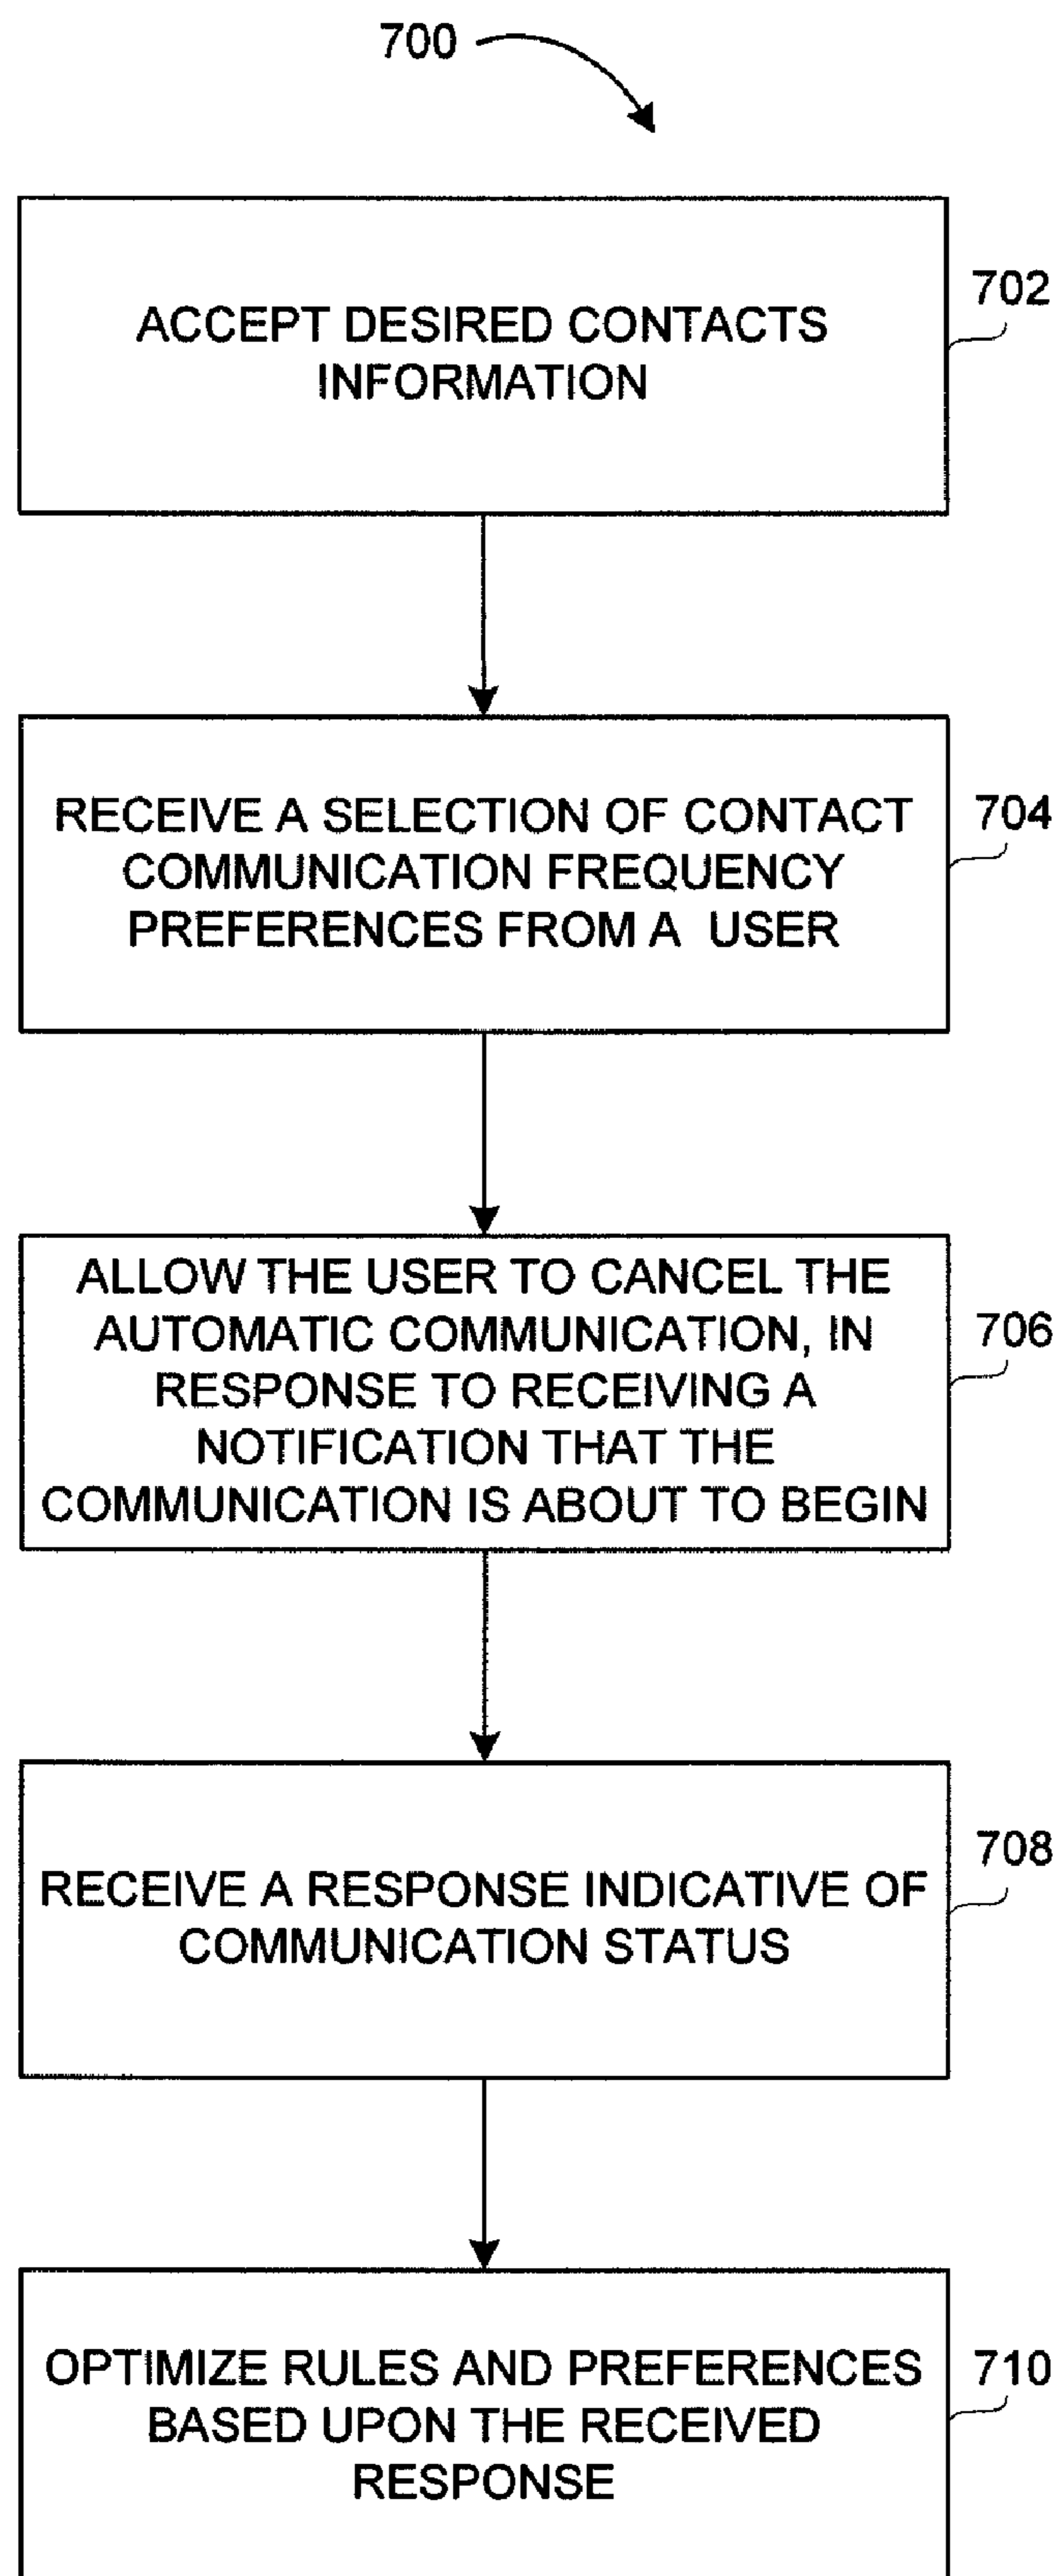 700
ACCEPT DESIRED CONTACTS
INFORMATION
702
RECEIVE A SELECTION OF CONTACT
COMMUNICATION FREQUENCY
PREFERENCES FROM A USER
704
ALLOW THE USER TO CANCEL THE
AUTOMATIC COMMUNICATION, IN
RESPONSE TO RECEIVING A
NOTIFICATION THAT THE
COMMUNICATION IS ABOUT TO BEGIN
706
RECEIVE A RESPONSE INDICATIVE OF
COMMUNICATION STATUS
708
OPTIMIZE RULES AND PREFERENCES
BASED UPON THE RECEIVED
RESPONSE
710